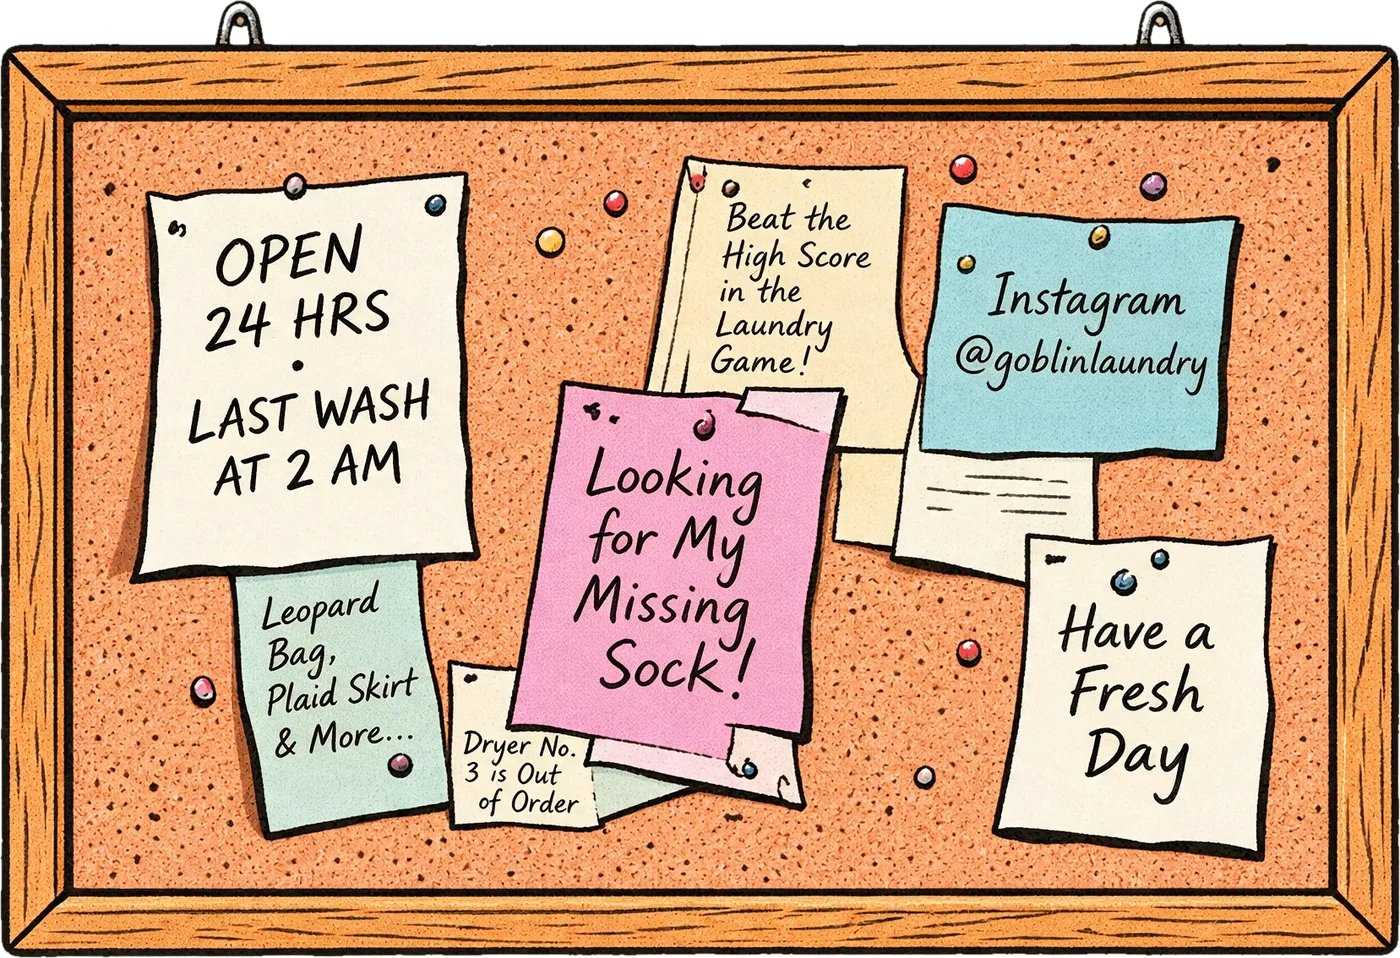 OPEN
24 HRS
•
LAST WASH
AT 2 AM
Leopard
Bag,
Plaid Skirt
& More...
Dryer No.
3 is Out
of Order
Looking
for My
Missing
Sock!
Beat the
High Score
in the
Laundry
Game!
Instagram
@goblinlaundry
Have a
Fresh
Day